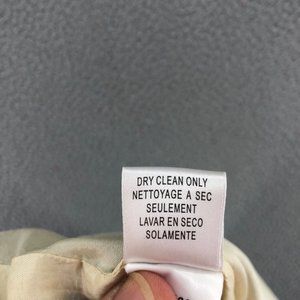 DRY CLEAN ONLY
NETTOYAGE A SEC
SEULEMENT
LAVAR EN SECO
SOLAMENTE